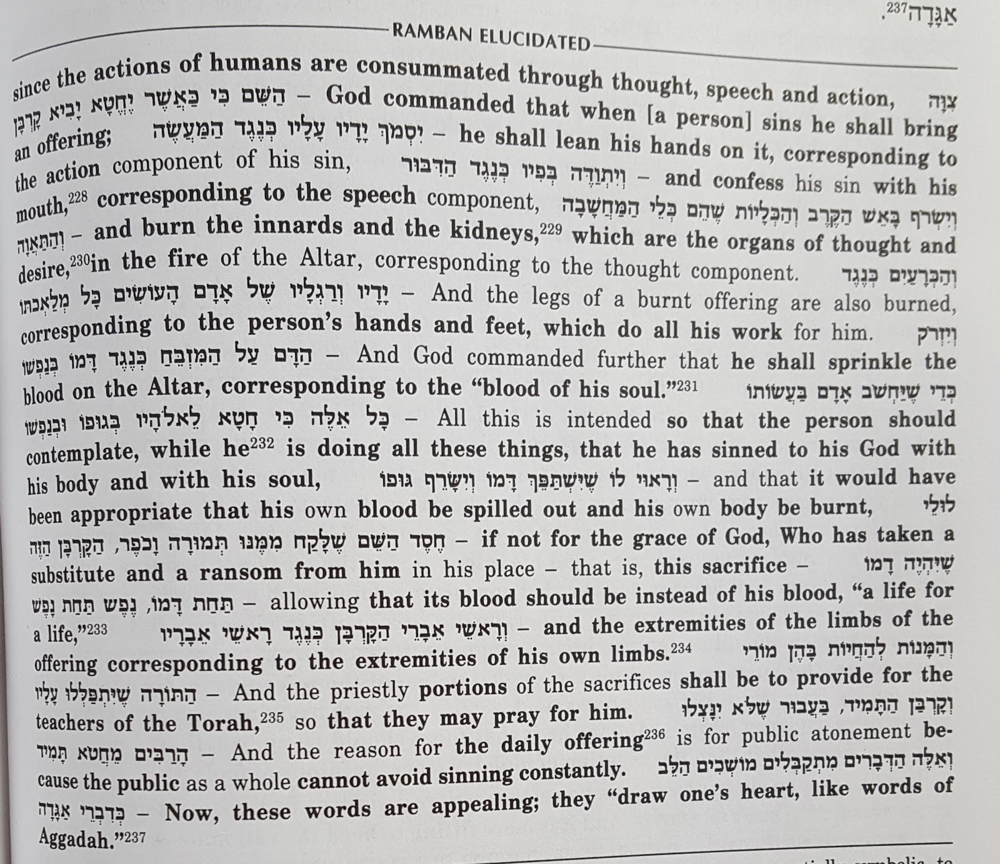 אַגָּדָה237.
RAMBAN ELUCIDATED
since the actions of humans are consummated through thought, speech and action, צִוָּה
הַשֵּׁם כִּי כַּאֲשֶׁר יֶחֱטָא יָבִיא קָרְבָּן – God commanded that when [a person] sins he shall bring
an offering; יִסְמֹךְ יָדָיו עָלָיו כְּנֶגֶד הַמַּעֲשֶׂה – he shall lean his hands on it, corresponding to
the action component of his sin, וְיִתְוַדֶּה בְּפִיו כְּנֶגֶד הַדִּבּוּר – and confess his sin with his
mouth,228 corresponding to the speech component, וְיִשְׂרֹף בָּאֵשׁ הַקֶּרֶב וְהַכְּלָיוֹת שֶׁהֵם כְּלֵי הַמַּחֲשָׁבָה
וְהַתַּאֲוָה – and burn the innards and the kidneys,229 which are the organs of thought and
desire,230in the fire of the Altar, corresponding to the thought component. וְהַכְּרָעַיִם כְּנֶגֶד
יָדָיו וְרַגְלָיו שֶׁל אָדָם הָעוֹשִׂים כָּל מְלַאְכתּוֹ – And the legs of a burnt offering are also burned,
corresponding to the person’s hands and feet, which do all his work for him. וְיִזְרֹק
הַדָּם עַל הַמִּזְבֵּחַ כְּנֶגֶד דָּמוֹ בְּנַפְשׁוֹ – And God commanded further that he shall sprinkle the
blood on the Altar, corresponding to the “blood of his soul.”231 כְּדֵי שֶׁיַּחְשֹׁב אָדָם בַּעֲשׂוֹתוֹ
כָּל אֵלֶּה כִּי חָטָא לֵאלֹהָיו בְּגוּפוֹ וּבְנַפְשׁוֹ – All this is intended so that the person should
contemplate, while he232 is doing all these things, that he has sinned to his God with
his body and with his soul, וְרָאוּי לוֹ שֶׁיִּשְׁתַּפֵּךְ דָּמוֹ וְיִשָּׂרֵף גּוּפוֹ – and that it would have
been appropriate that his own blood be spilled out and his own body be burnt, לוּלֵי
חֶסֶד הַשֵּׁם שֶׁלָּקַח מִמֶּנּוּ תְּמוּרָה וָכֹפֶר, הַקָּרְבָּן הַזֶּה – if not for the grace of God, Who has taken a
substitute and a ransom from him in his place – that is, this sacrifice – שֶׁיִּהְיֶה דָמוֹ
תַּחַת דָּמוֹ, נֶפֶשׁ תַּחַת נָפֶשׁ – allowing that its blood should be instead of his blood, “a life for
a life,”233 וְרָאשֵׁי אֵבָרֵי הַקָּרְבָּן כְּנֶגֶד רָאשֵׁי אֵבָרָיו – and the extremities of the limbs of the
offering corresponding to the extremities of his own limbs.234 וְהַמָּנוֹת לְהַחֲיוֹת בָּהֶן מוֹרֵי
הַתּוֹרָה שֶׁיִּתְפַּלְלוּ עָלָיו – And the priestly portions of the sacrifices shall be to provide for the
teachers of the Torah,235 so that they may pray for him. וְקָרְבַּן הַתָּמִיד, בַּעֲבוּר שֶׁלֹּא יִנָּצְלוּ
הָרַבִּים מֵחֲטֹא תָּמִיד – And the reason for the daily offering236 is for public atonement be-
cause the public as a whole cannot avoid sinning constantly. וְאֵלֶּה הַדְּבָרִים מִתְקַבְּלִים מוֹשְׁכִים הַלֵּב
כְּדִבְרֵי אַגָּדָה – Now, these words are appealing; they “draw one’s heart, like words of
Aggadah.”237